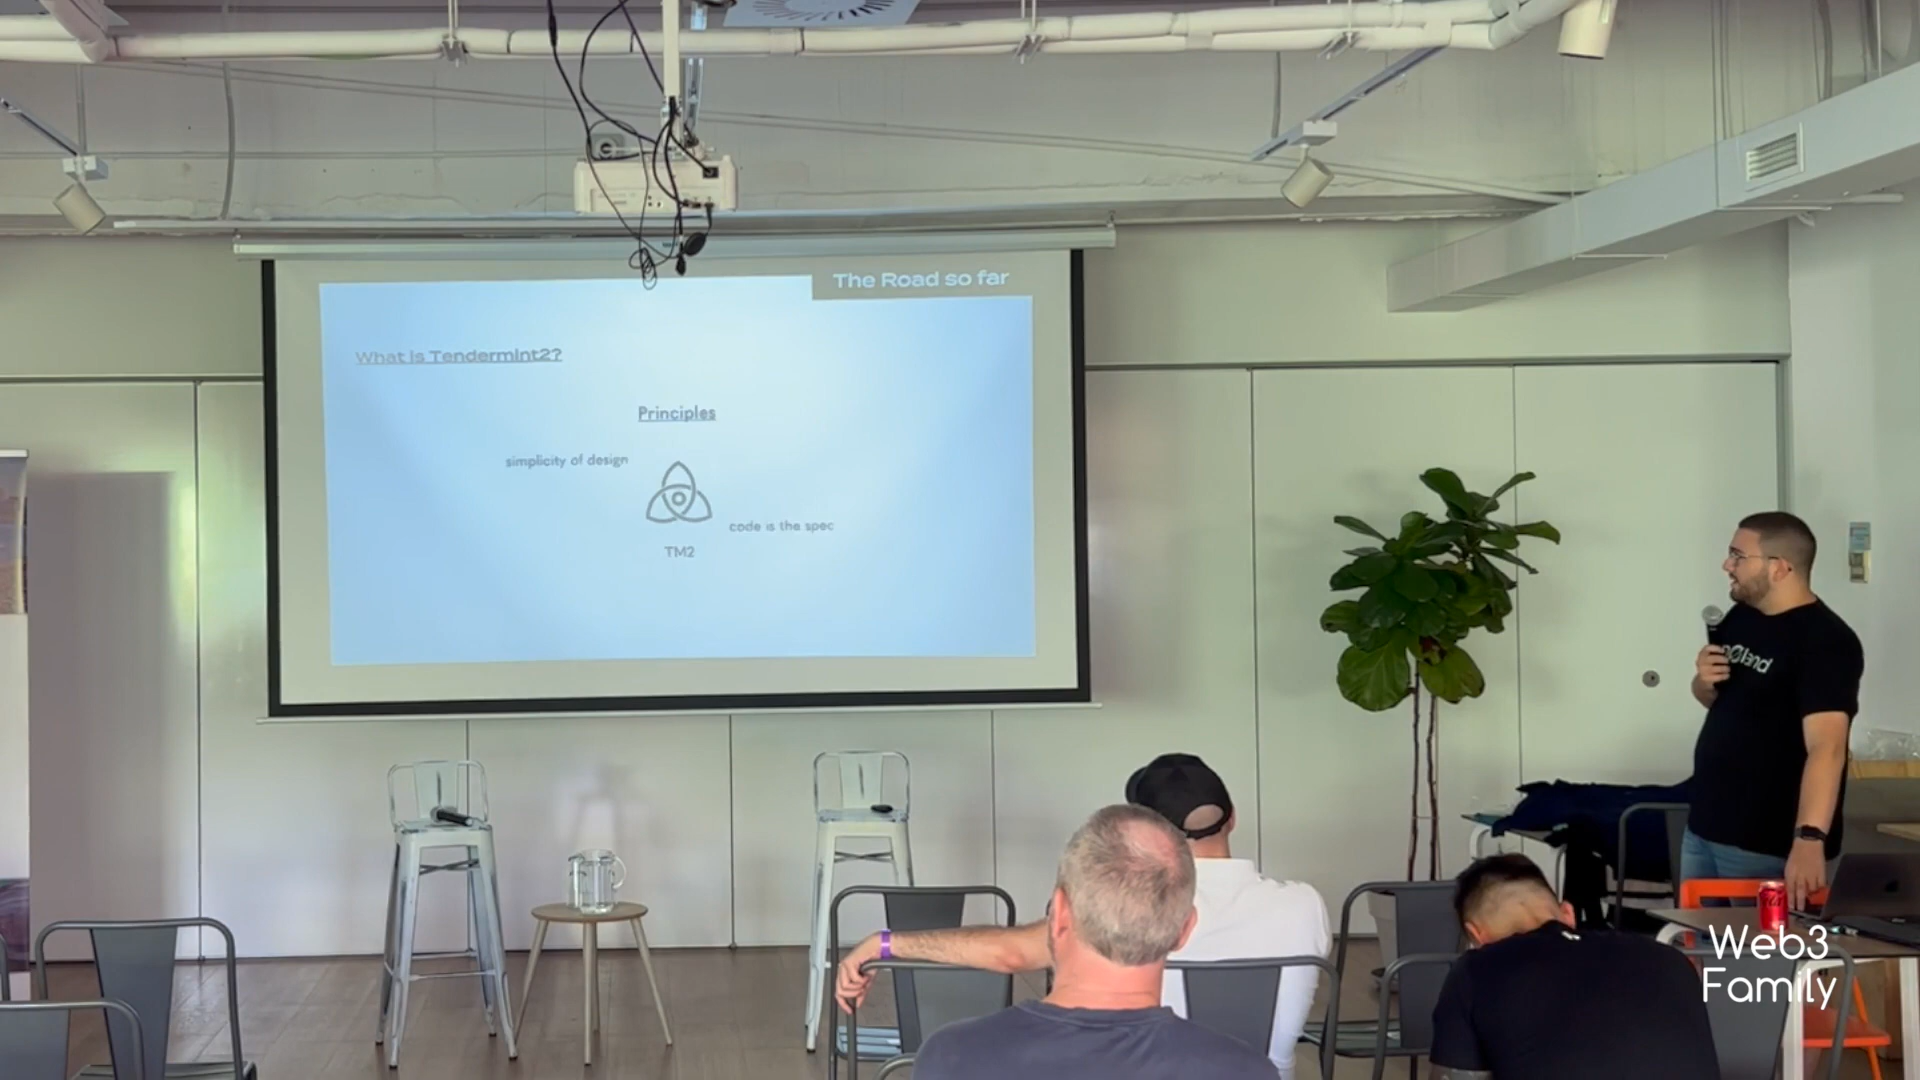 The Road so far
What is Tendermint2?
Principles
simplicity of design
code is the spec
TM2
Web3
Family